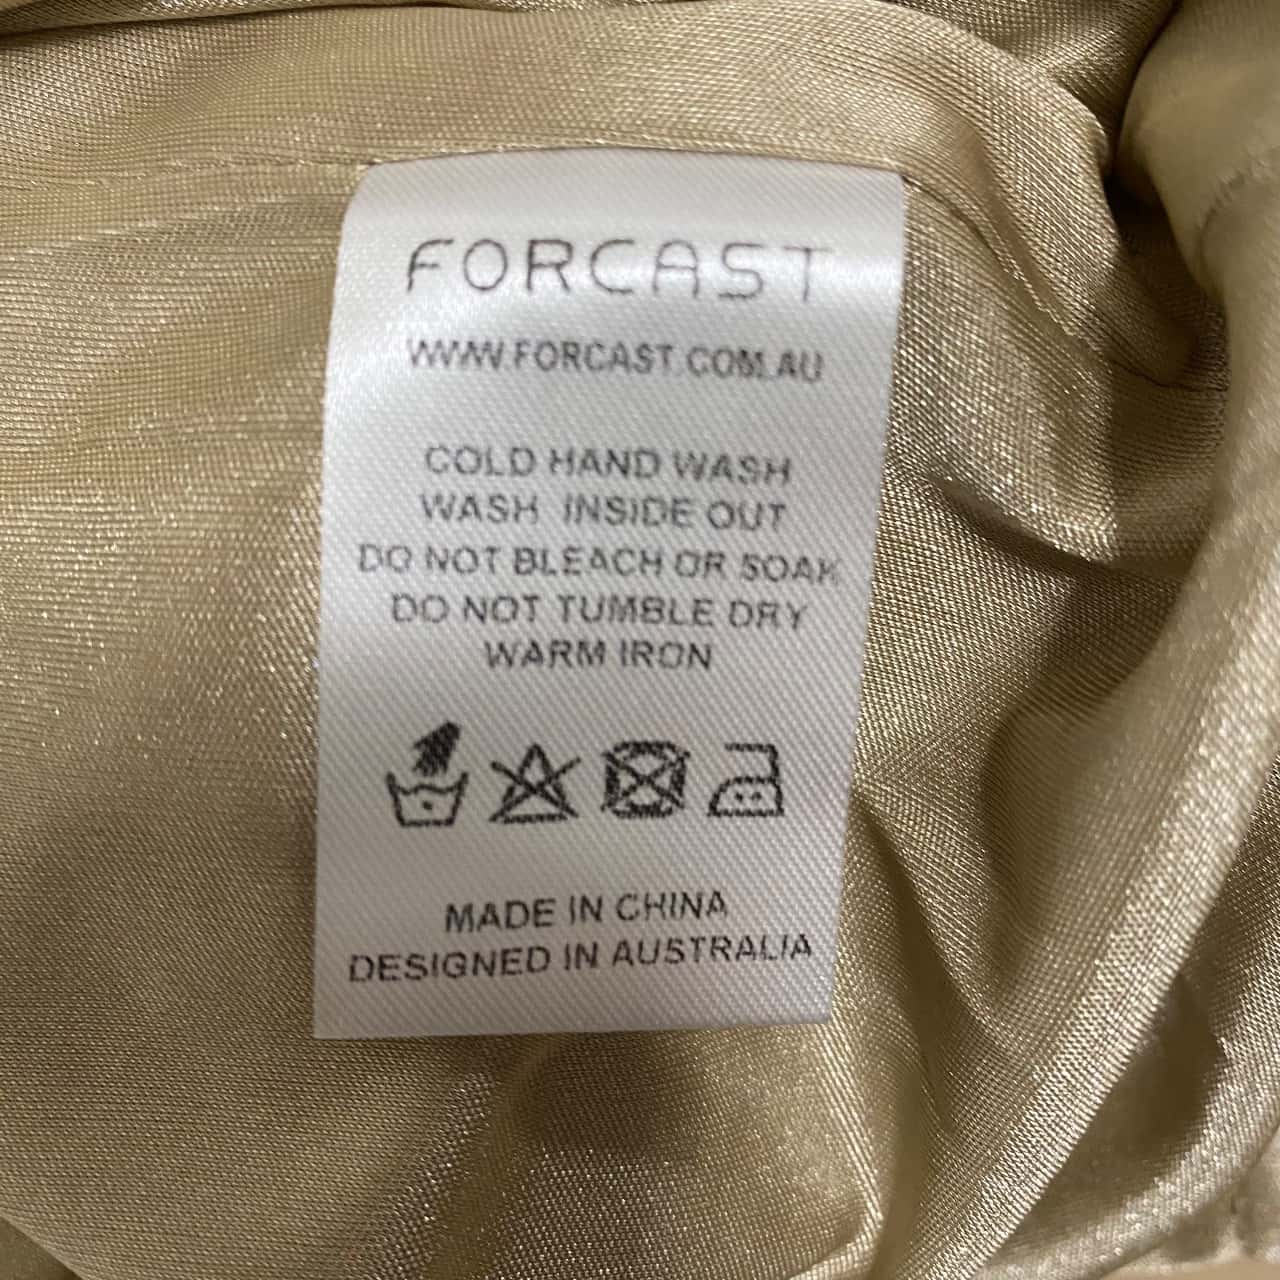 FORCAST
WWW.FORCAST.COM.AU
COLD HAND WASH
WASH INSIDE OUT
DO NOT BLEACH OR SOAK
DO NOT TUMBLE DRY
WARM IRON
MADE IN CHINA
DESIGNED IN AUSTRALIA